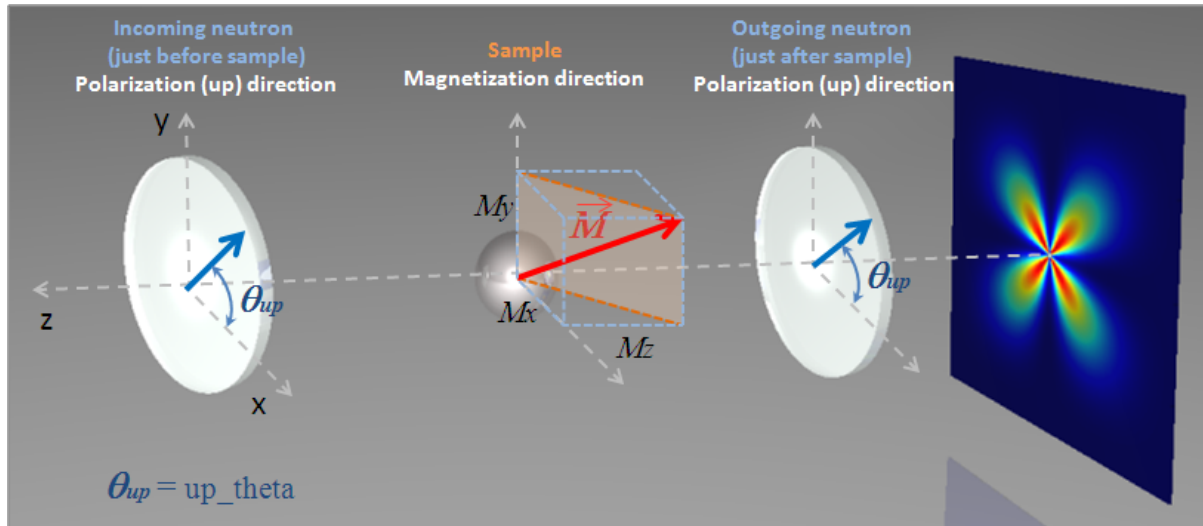 Incoming neutron
(just before sample)
Polarization (up) direction
Sample
Magnetization direction
Outgoing neutron
(just after sample)
Polarization (up) direction
y
z
x
θup
My
M
Mx
Mz
θup
θup = up_theta